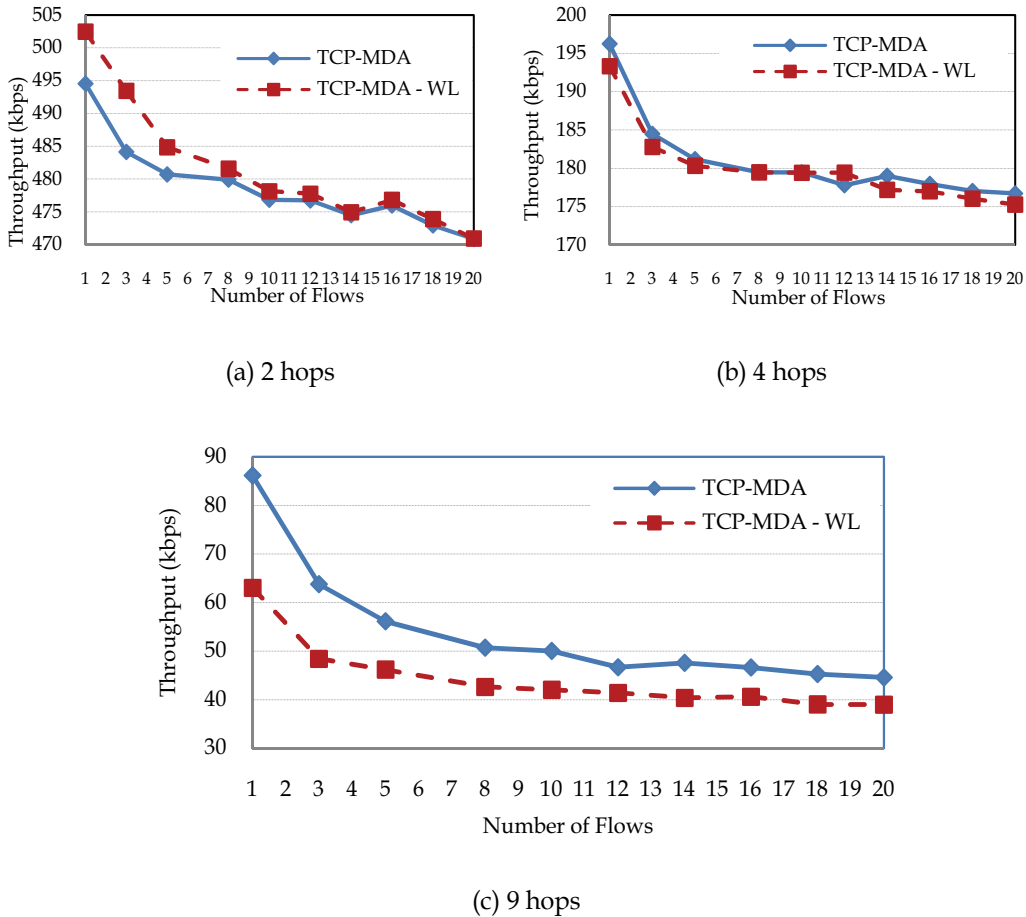 505
500
495
490
485
480
475
470
Throughput (kbps)
TCP-MDA
TCP-MDA - WL
1 2 3 4 5 6 7 8 9 10 11 12 13 14 15 16 17 18 19 20
Number of Flows
(a) 2 hops
200
195
190
185
180
175
170
Throughput (kbps)
TCP-MDA
TCP-MDA - WL
1 2 3 4 5 6 7 8 9 10 11 12 13 14 15 16 17 18 19 20
Number of Flows
(b) 4 hops
90
80
70
60
50
40
30
Throughput (kbps)
TCP-MDA
TCP-MDA - WL
1 2 3 4 5 6 7 8 9 10 11 12 13 14 15 16 17 18 19 20
Number of Flows
(c) 9 hops